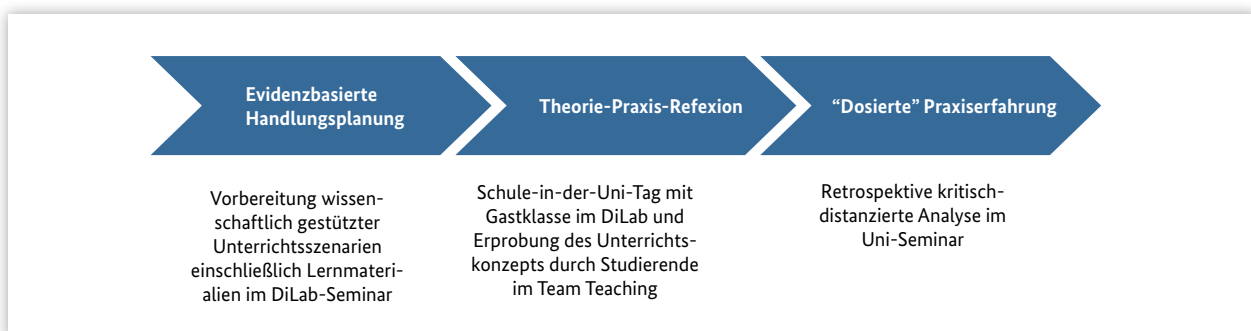 Evidenzbasierte
Handlungsplanung
Theorie-Praxis-Refexion
“Dosierte” Praxiserfahrung
Vorbereitung wissen-
schaftlich gestützter
Unterrichtsszenarien
einschließlich Lernmateri-
alien im DiLab-Seminar
Schule-in-der-Uni-Tag mit
Gastklasse im DiLab und
Erprobung des Unterrichts-
konzepts durch Studierende
im Team Teaching
Retrospektive kritisch-
distanzierte Analyse im
Uni-Seminar